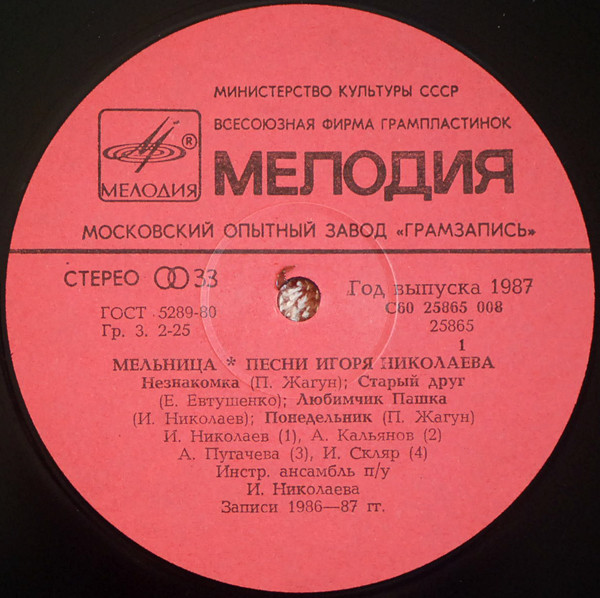 МИНИСТЕРСТВО КУЛЬТУРЫ СССР
ВСЕСОЮЗНАЯ ФИРМА ГРАМПЛАСТИНОК
®
МЕЛОДИЯ
МЕЛОДИЯ
МОСКОВСКИЙ ОПЫТНЫЙ ЗАВОД «ГРАМЗАПИСЬ»
СТЕРЕО 33
Год выпуска 1987
ГОСТ 5289-80
С60 25865 008
Гр. 3. 2-25
25865
1
МЕЛЬНИЦА * ПЕСНИ ИГОРЯ НИКОЛАЕВА
Незнакомка (П. Жагун); Старый друг
(Е. Евтушенко); Любимчик Пашка
(И. Николаев); Понедельник (П. Жагун)
И. Николаев (1), А. Кальянов (2)
А. Пугачева (3), И. Скляр (4)
Инстр. ансамбль п/у
И. Николаева
Записи 1986—87 гг.